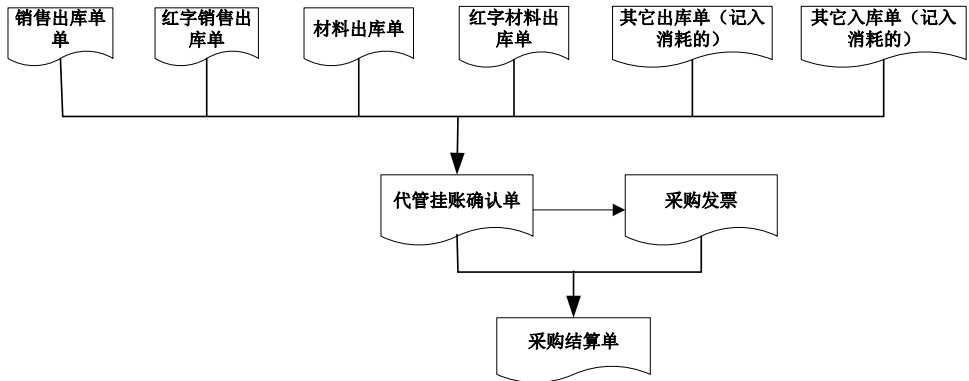 销售出库单
单
红字销售出
库单
材料出库单
红字材料出
库单
其它出库单（记入
消耗的）
其它入库单（记入
消耗的）
代管挂账确认单
采购发票
采购结算单